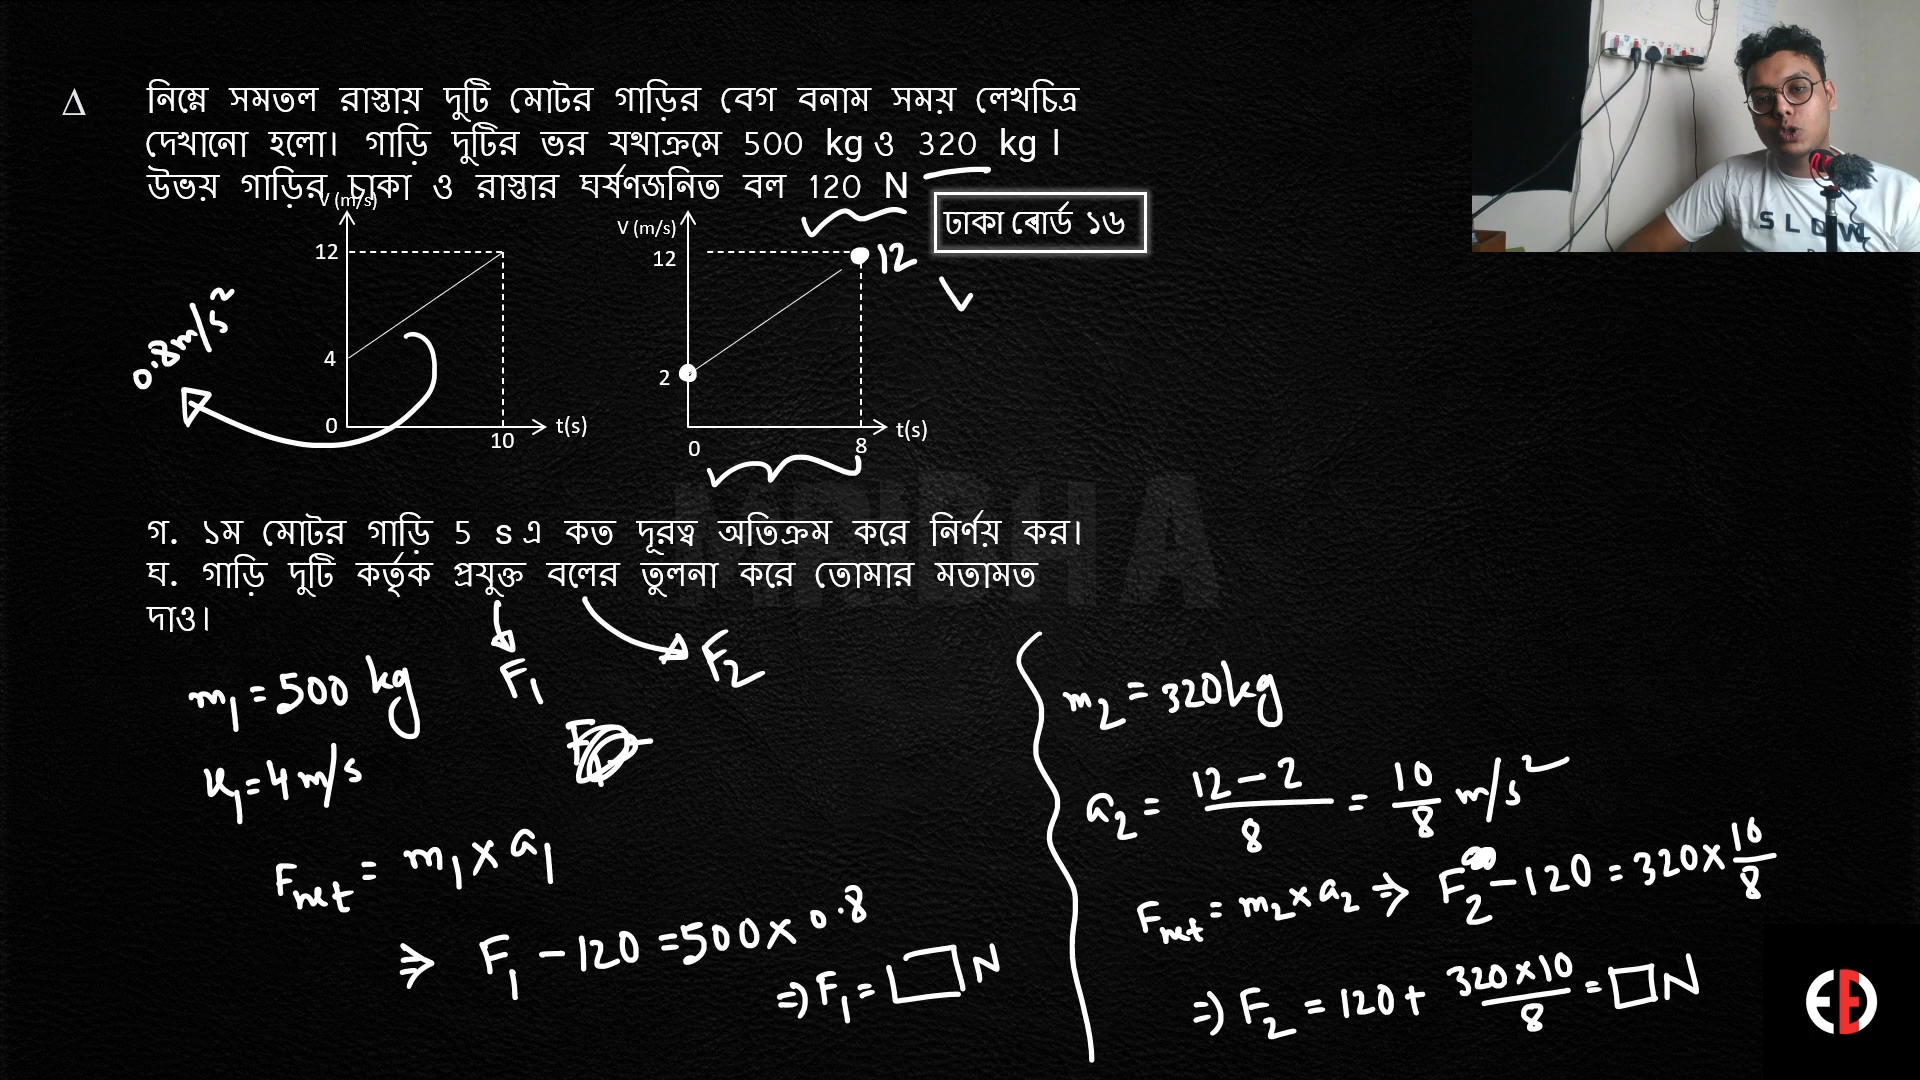 Δ নিম্নে সমতল রাস্তায় দুটি মোটর গাড়ির বেগ বনাম সময় লেখচিত্র
দেখানো হলো। গাড়ি দুটির ভর যথাক্রমে 500 kg ও 320 kg ।
উভয় গাড়ির চাকা ও রাস্তার ঘর্ষণজনিত বল 120 N
ঢাকা বোর্ড ১৬
V (m/s)
12
4
0
10
t(s)
0.8m/s²
V (m/s)
12
2
0
8
t(s)
12
গ. ১ম মোটর গাড়ি 5 s এ কত দূরত্ব অতিক্রম করে নির্ণয় কর।
ঘ. গাড়ি দুটি কর্তৃক প্রযুক্ত বলের তুলনা করে তোমার মতামত
দাও।
F₁
F₂
m₁ = 500 kg
u₁ = 4 m/s
Fnet = m₁ × a₁
⇒ F₁ - 120 = 500 × 0.8
⇒ F₁ = □ N
m₂ = 320 kg
a₂ = (12 - 2)/8 = 10/8 m/s²
Fnet = m₂ × a₂ ⇒ F₂ - 120 = 320 × 10/8
⇒ F₂ = 120 + (320 × 10)/8 = □ N
SLOW